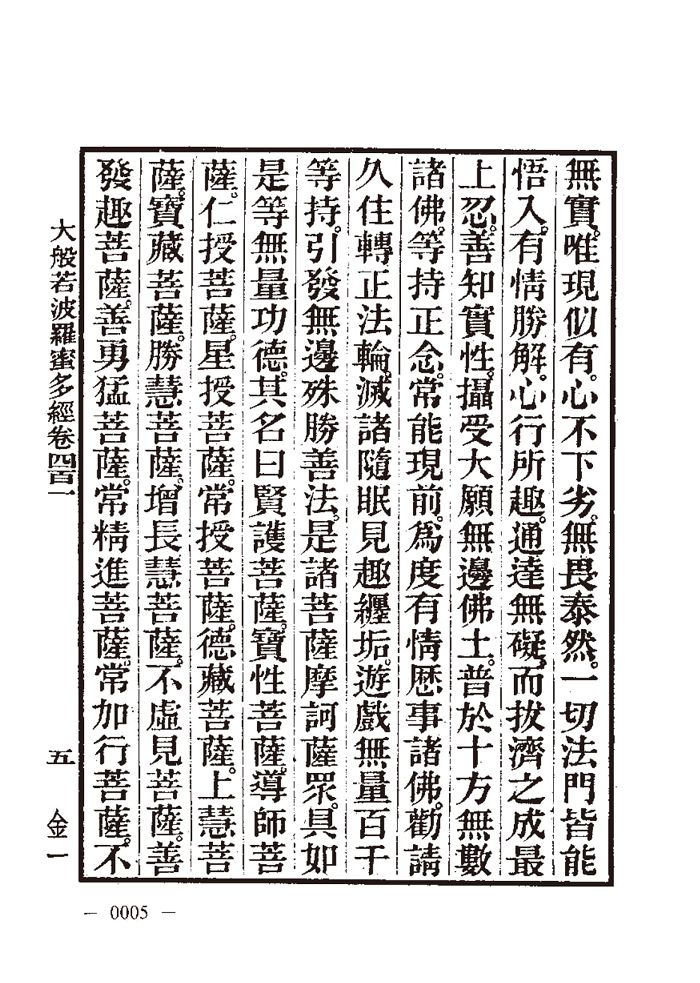 無實。唯現似有。心不下劣。無畏泰然。一切法門皆能
悟入。有情勝解。心行所趣。通達無礙。而拔濟之成最
上忍。善知實性。攝受大願無邊佛土。普於十方無數
諸佛。等持正念。常能現前。爲度有情歷事諸佛。勸請
久住轉正法輪。滅諸隨眠見趣纏垢。遊戲無量百千
等持。引發無邊殊勝善法。是諸菩薩摩訶薩眾。具如
是等無量功德。其名曰賢護菩薩。寶性菩薩。導師菩
薩。仁授菩薩。星授菩薩。常授菩薩。德藏菩薩。上慧菩
薩。寶藏菩薩。勝慧菩薩。增長慧菩薩。不虛見菩薩。善
發趣菩薩。善勇猛菩薩。常精進菩薩。常加行菩薩。不
大般若波羅蜜多經卷四百一 五 金一
— 0005 —